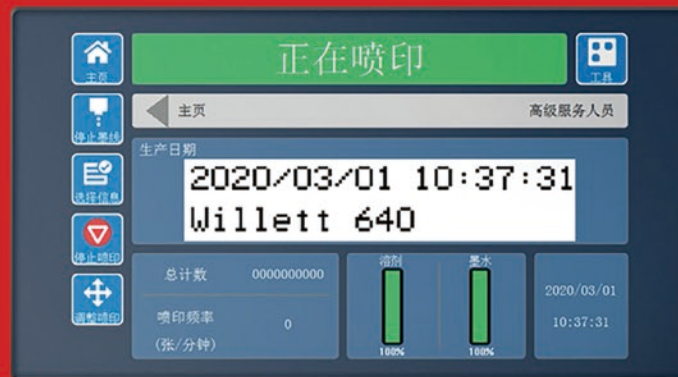 主页
正在喷印
工具
停止墨线
主页
高级服务人员
选择信息
生产日期
2020/03/01 10:37:31
Willett 640
停止喷印
调整喷印
总计数 0000000000
喷印频率 0
(张/分钟)
溶剂
墨水
100%
100%
2020/03/01
10:37:31